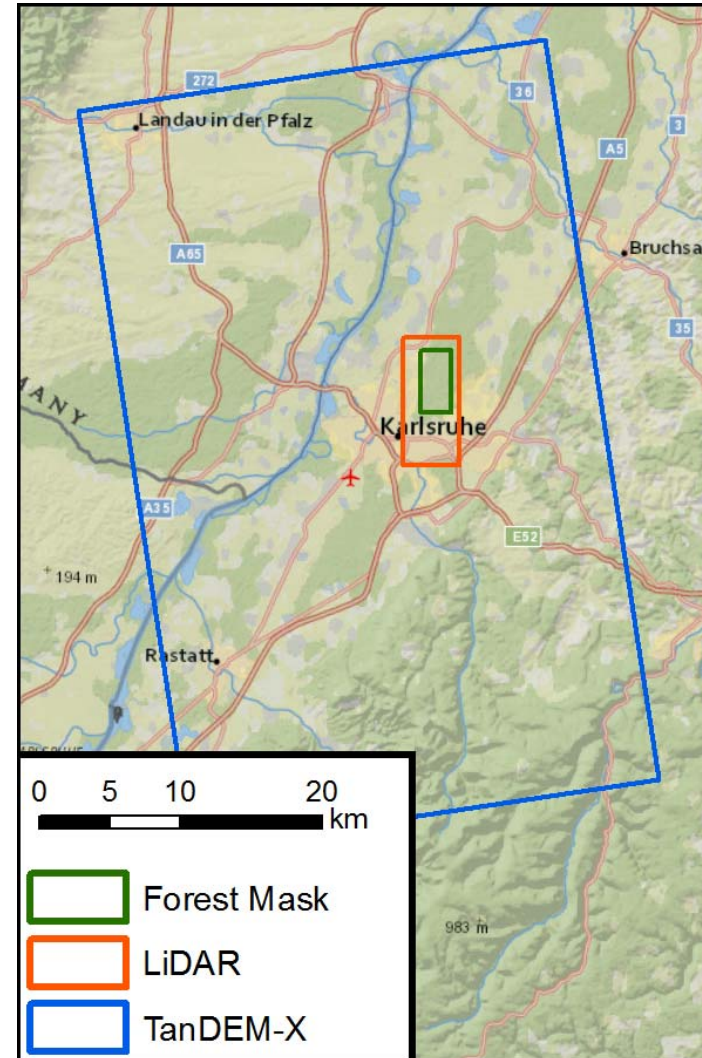 272
36
Landau in der Pfalz
3
A5
A65
Bruchsa
35
MANY
Karlsruhe
A35
E52
194 m
Rastatt
0 5 10 20
km
Forest Mask
983 m
LiDAR
TanDEM-X